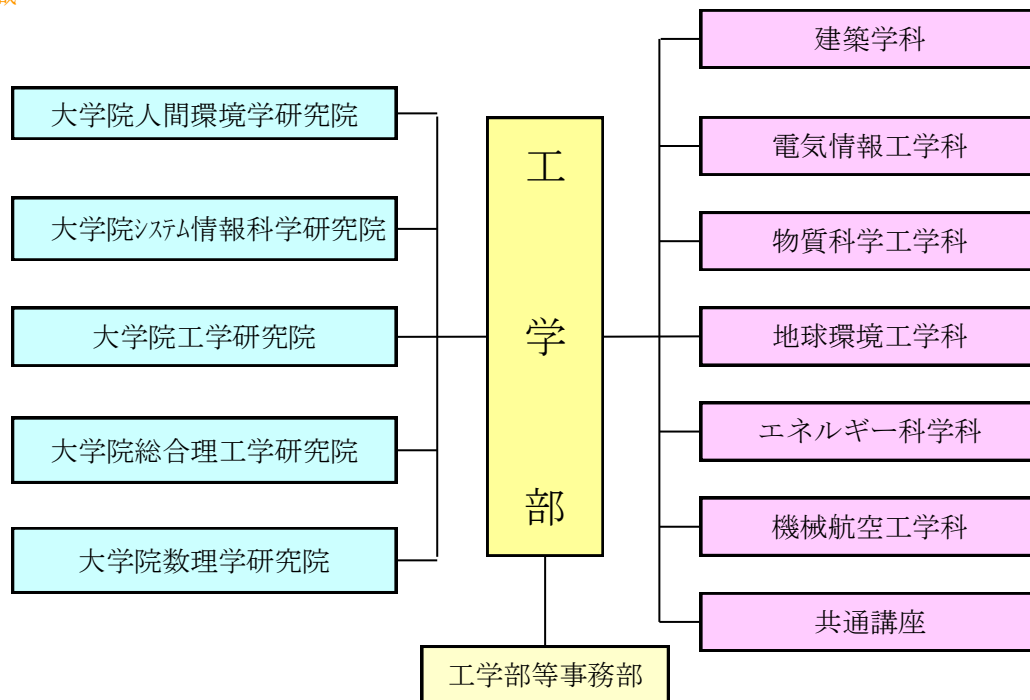 大学院人間環境学研究院
大学院システム情報科学研究院
大学院工学研究院
大学院総合理工学研究院
大学院数理学研究院
工
学
部
工学部等事務部
建築学科
電気情報工学科
物質科学工学科
地球環境工学科
エネルギー科学科
機械航空工学科
共通講座